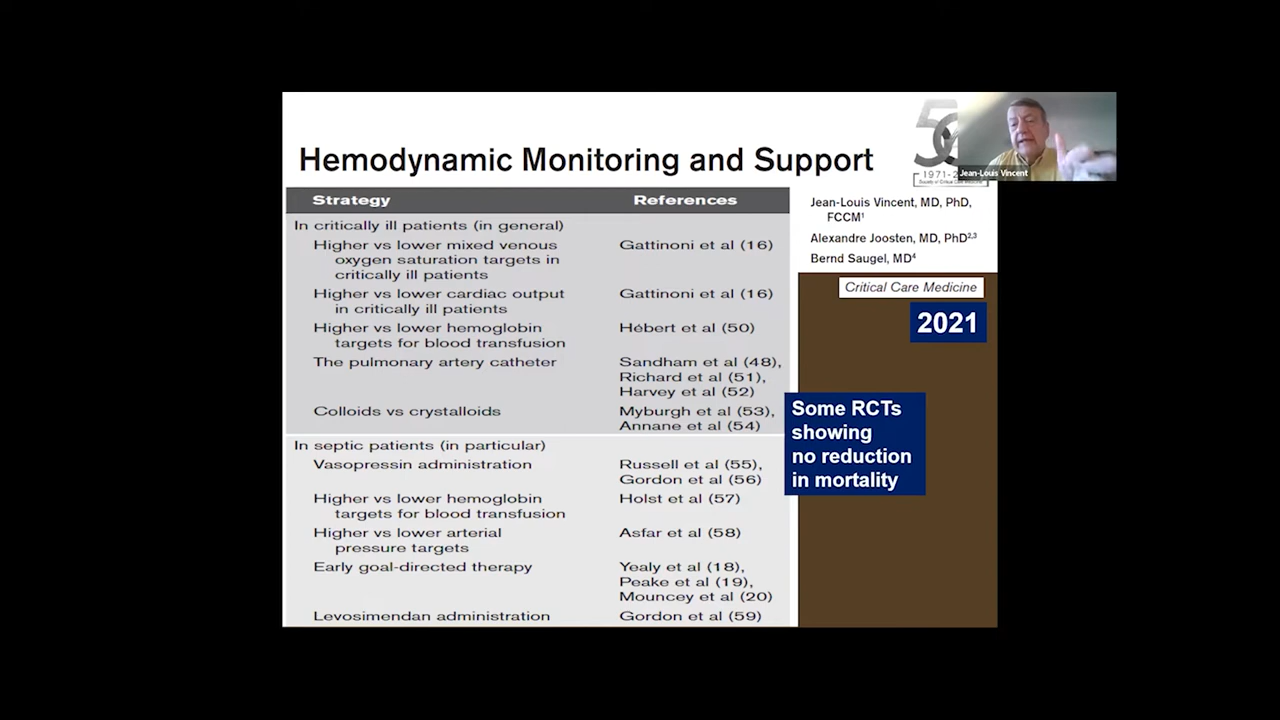 Hemodynamic Monitoring and Support
1971-2
Jean-Louis Vincent
Strategy References
In critically ill patients (in general)
Higher vs lower mixed venous oxygen saturation targets in critically ill patients Gattinoni et al (16)
Higher vs lower cardiac output in critically ill patients Gattinoni et al (16)
Higher vs lower hemoglobin targets for blood transfusion Hébert et al (50)
The pulmonary artery catheter Sandham et al (48), Richard et al (51), Harvey et al (52)
Colloids vs crystalloids Myburgh et al (53), Annane et al (54)
In septic patients (in particular)
Vasopressin administration Russell et al (55), Gordon et al (56)
Higher vs lower hemoglobin targets for blood transfusion Holst et al (57)
Higher vs lower arterial pressure targets Asfar et al (58)
Early goal-directed therapy Yealy et al (18), Peake et al (19), Mouncey et al (20)
Levosimendan administration Gordon et al (59)
Jean-Louis Vincent, MD, PhD,
FCCM¹
Alexandre Joosten, MD, PhD²,³
Bernd Saugel, MD⁴
Critical Care Medicine
2021
Some RCTs
showing
no reduction
in mortality